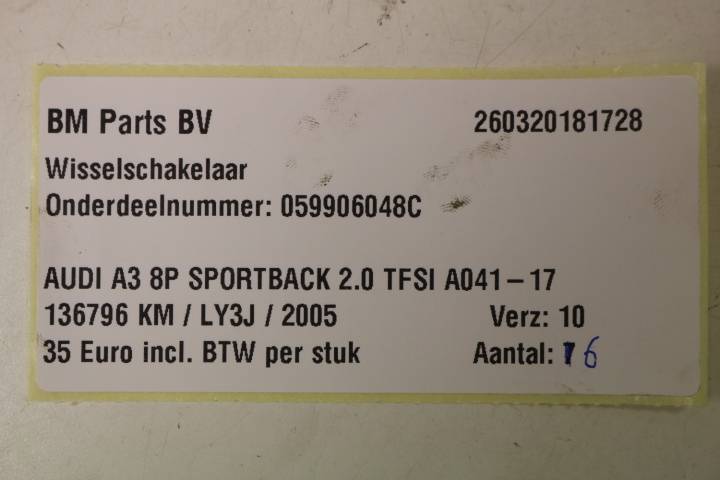 BM Parts BV 260320181728
Wisselschakelaar
Onderdeelnummer: 059906048C
AUDI A3 8P SPORTBACK 2.0 TFSI A041-17
136796 KM / LY3J / 2005 Verz: 10
35 Euro incl. BTW per stuk Aantal: 6